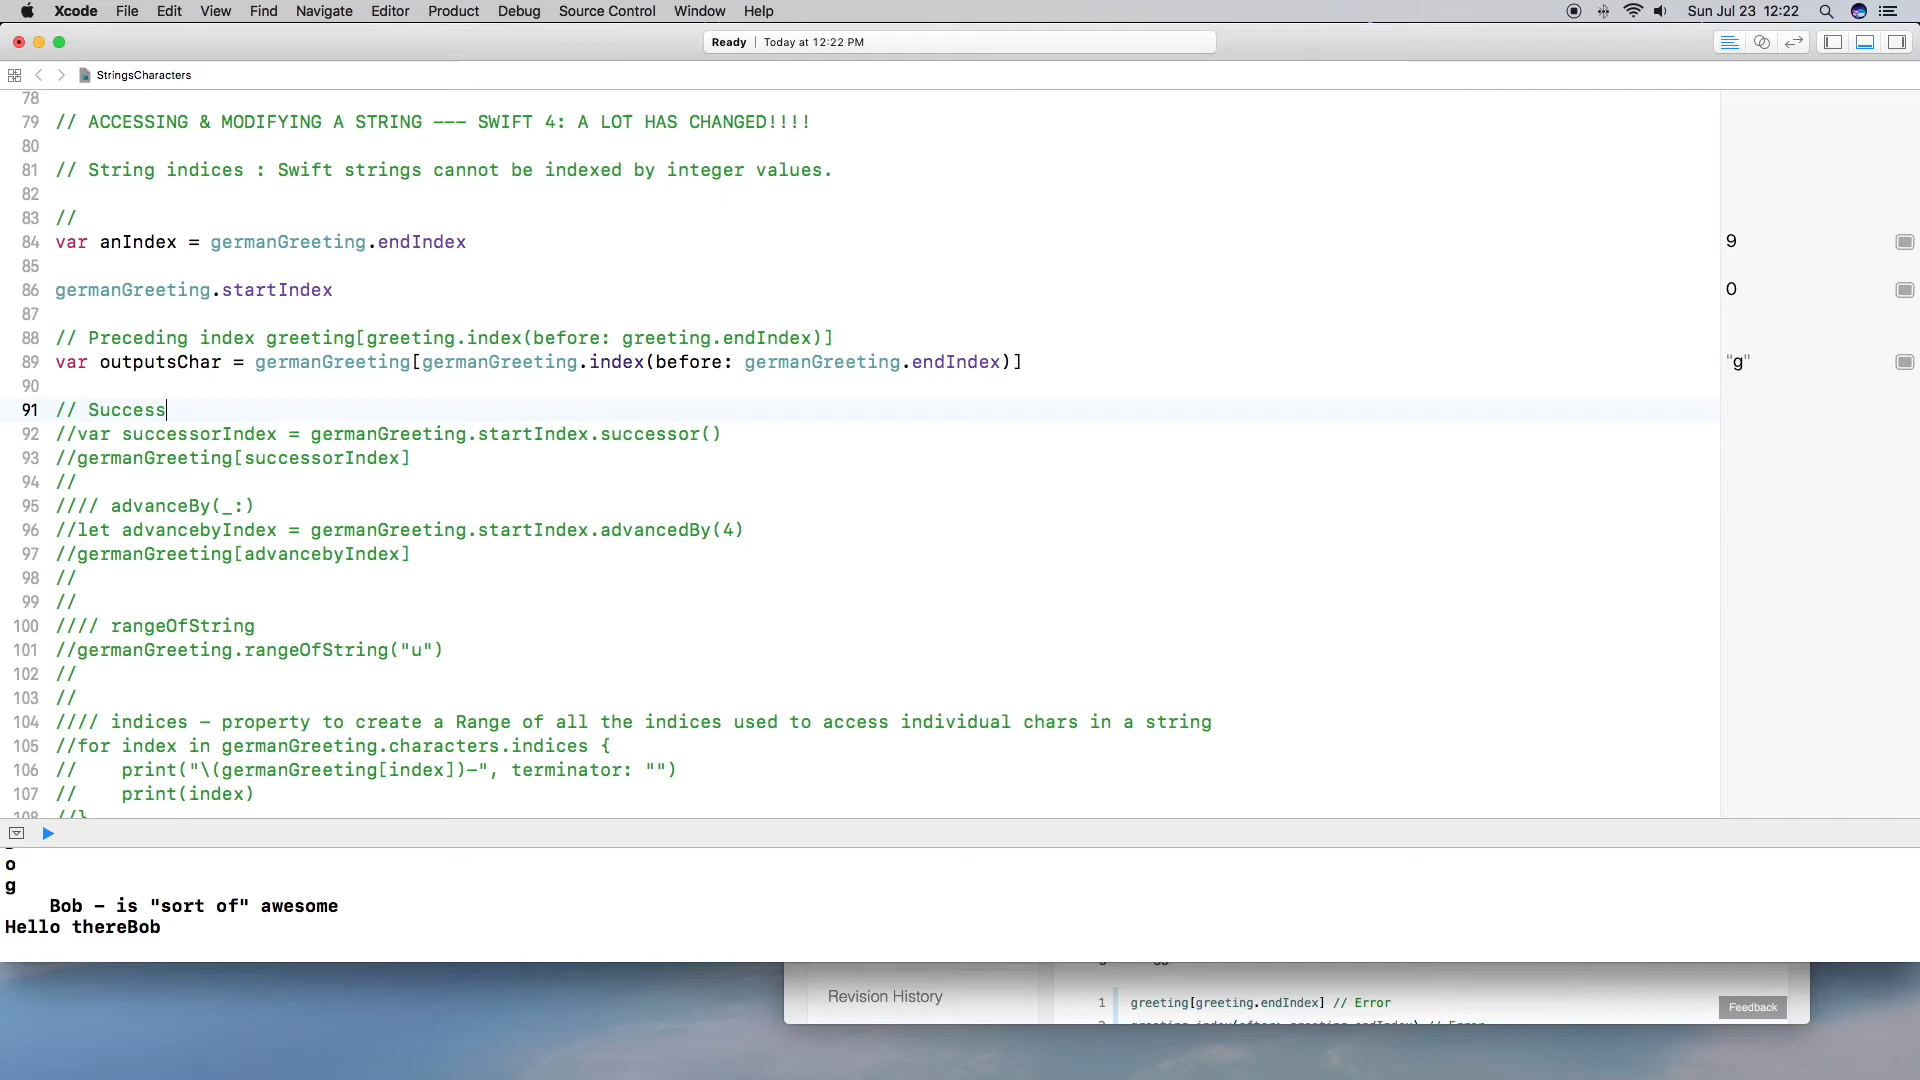 Xcode File Edit View Find Navigate Editor Product Debug Source Control Window Help Sun Jul 23 12:22
Ready Today at 12:22 PM
StringsCharacters
78
79 // ACCESSING & MODIFYING A STRING --- SWIFT 4: A LOT HAS CHANGED!!!!
80
81 // String indices : Swift strings cannot be indexed by integer values.
82
83 //
84 var anIndex = germanGreeting.endIndex 9
85
86 germanGreeting.startIndex 0
87
88 // Preceding index greeting[greeting.index(before: greeting.endIndex)]
89 var outputsChar = germanGreeting[germanGreeting.index(before: germanGreeting.endIndex)] "g"
90
91 // Success
92 //var successorIndex = germanGreeting.startIndex.successor()
93 //germanGreeting[successorIndex]
94 //
95 //// advanceBy(_:)
96 //let advancebyIndex = germanGreeting.startIndex.advancedBy(4)
97 //germanGreeting[advancebyIndex]
98 //
99 //
100 //// rangeOfString
101 //germanGreeting.rangeOfString("u")
102 //
103 //
104 //// indices - property to create a Range of all the indices used to access individual chars in a string
105 //for index in germanGreeting.characters.indices {
106 //    print("\(germanGreeting[index])-", terminator: "")
107 //    print(index)
108 //}
o
g
Bob - is "sort of" awesome
Hello thereBob
Revision History
1 greeting[greeting.endIndex] // Error
Feedback